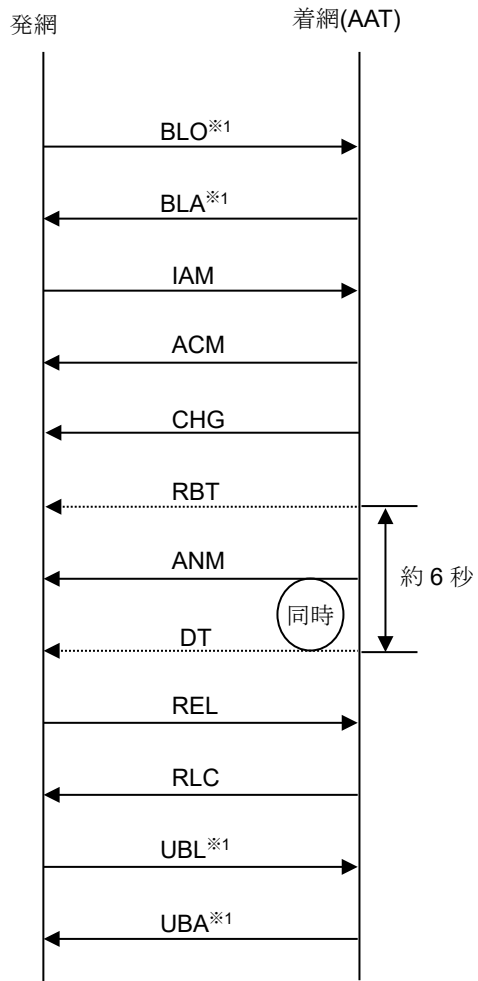 発網
着網(AAT)
BLO※1
BLA※1
IAM
ACM
CHG
RBT
ANM
約 6 秒
同時
DT
REL
RLC
UBL※1
UBA※1